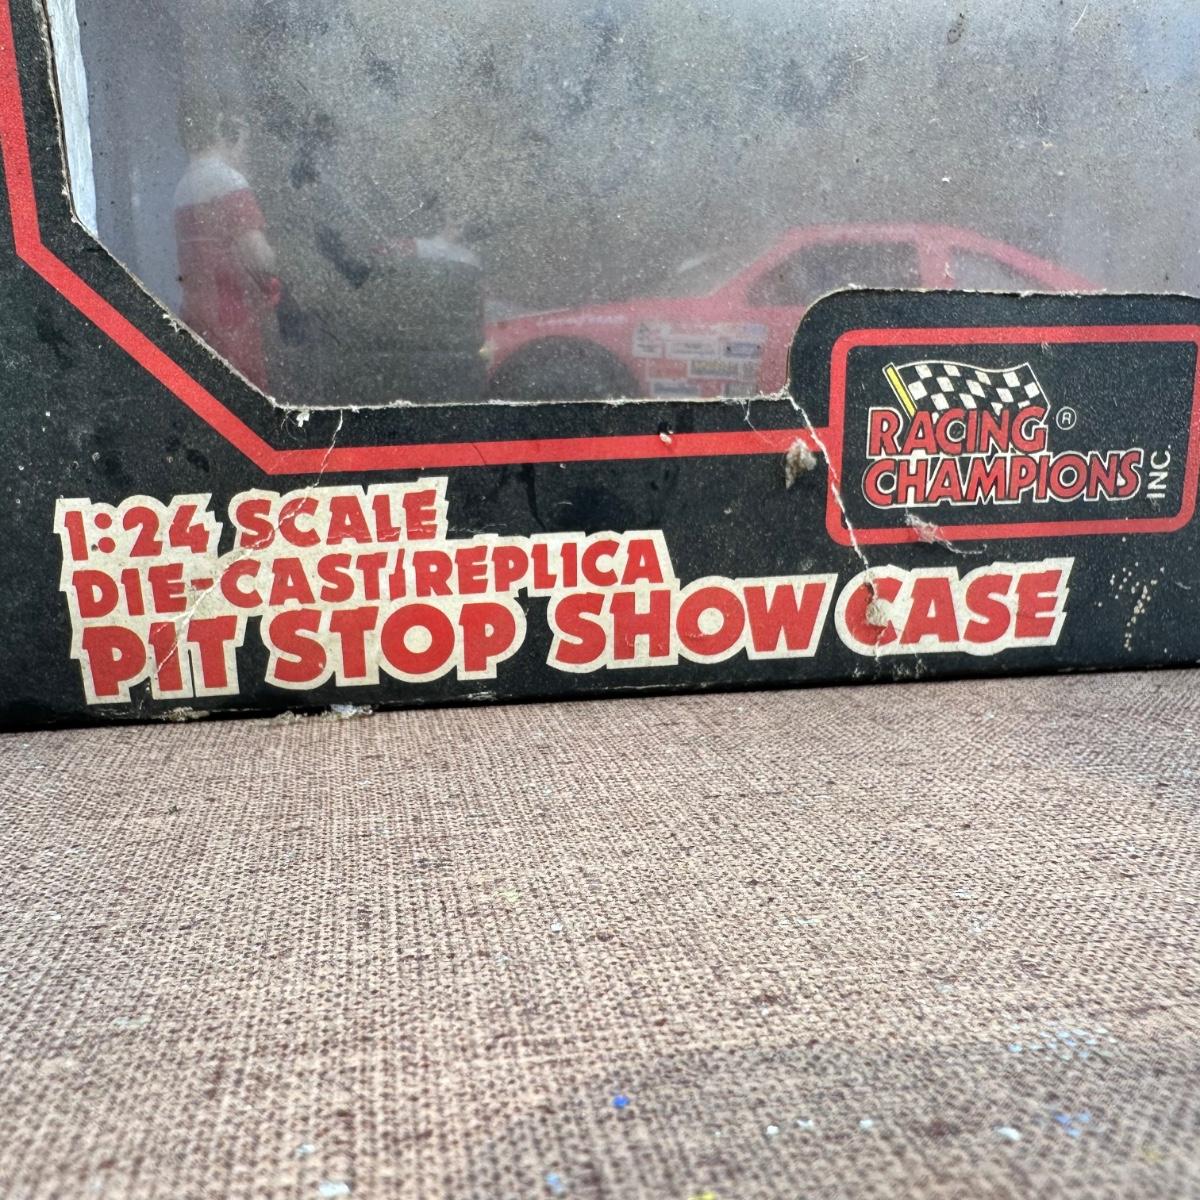 RACING ®
CHAMPIONS INC.
1:24 SCALE
DIE-CAST/REPLICA
PIT STOP SHOW CASE